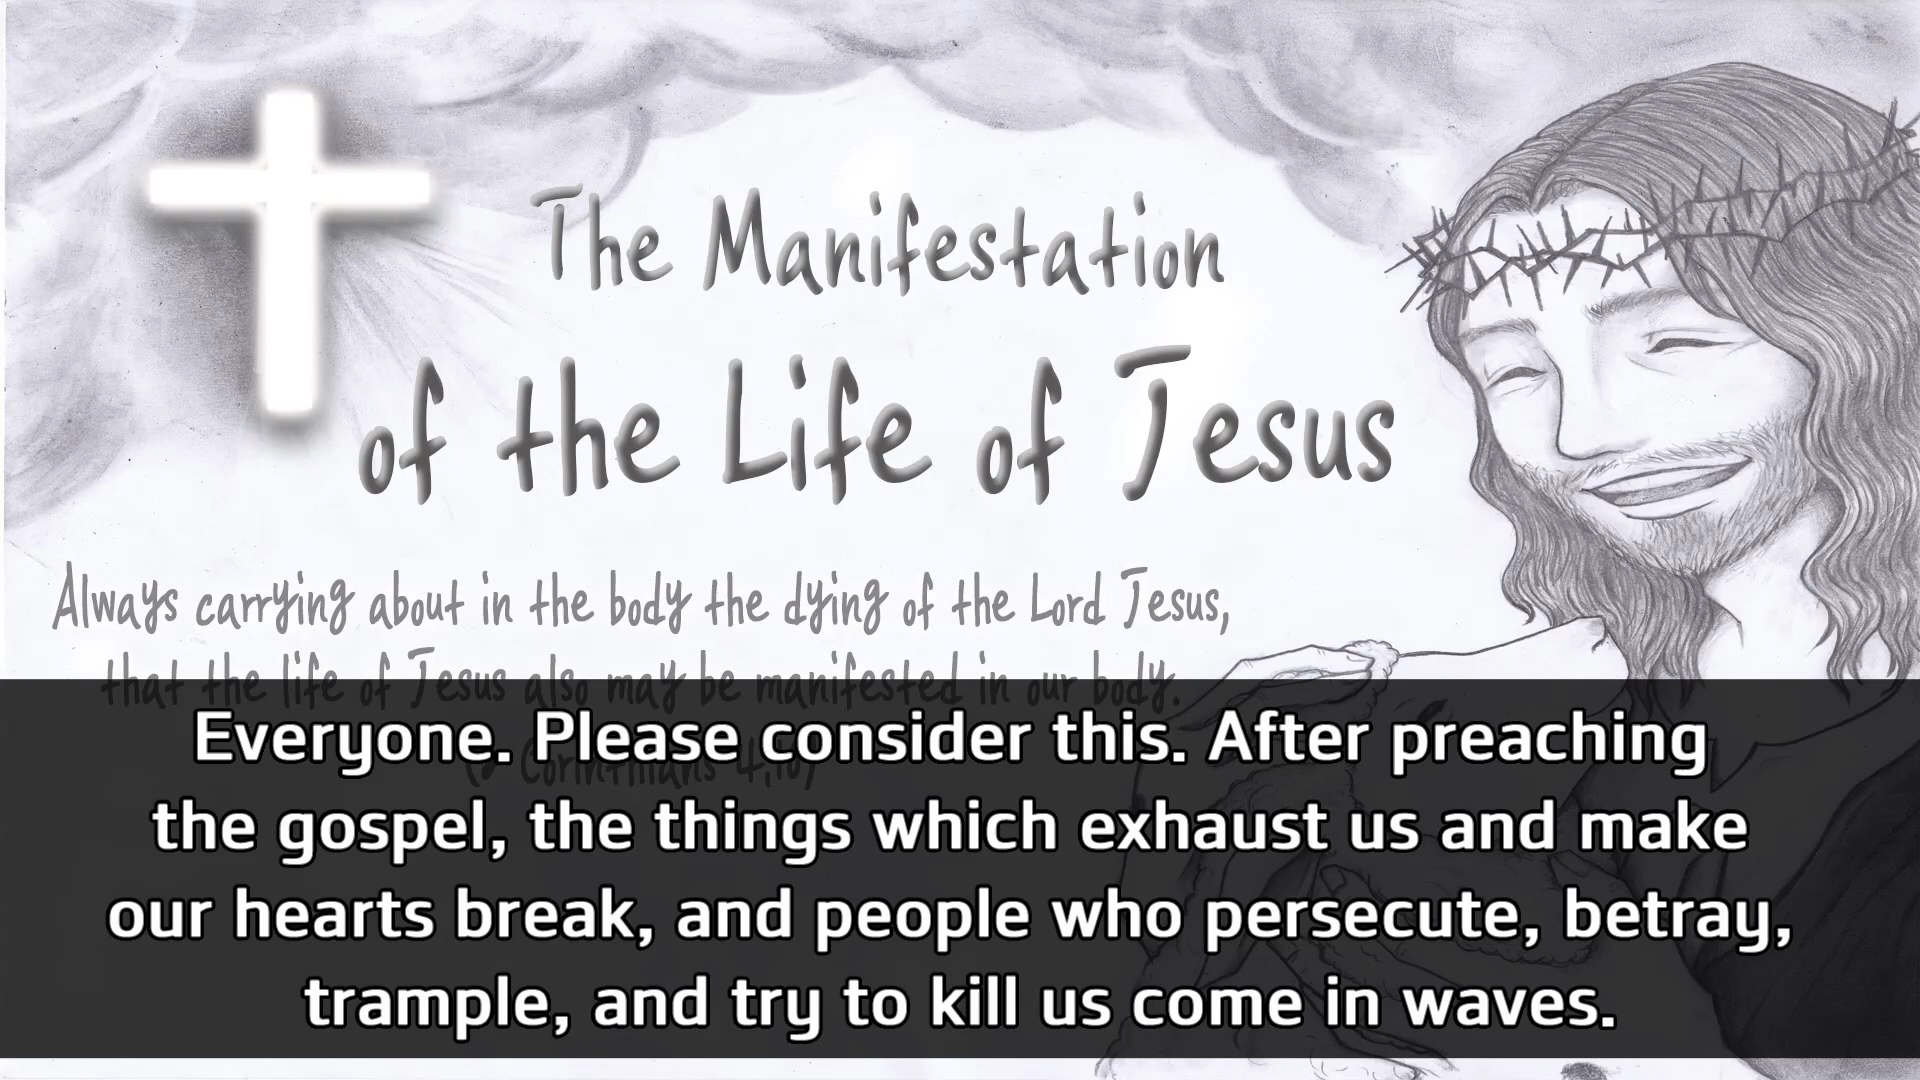 The Manifestation
of the Life of Jesus
Always carrying about in the body the dying of the Lord Jesus,
that the life of Jesus also may be manifested in our body.
Corinthians 4:10)
Everyone. Please consider this. After preaching
the gospel, the things which exhaust us and make
our hearts break, and people who persecute, betray,
trample, and try to kill us come in waves.